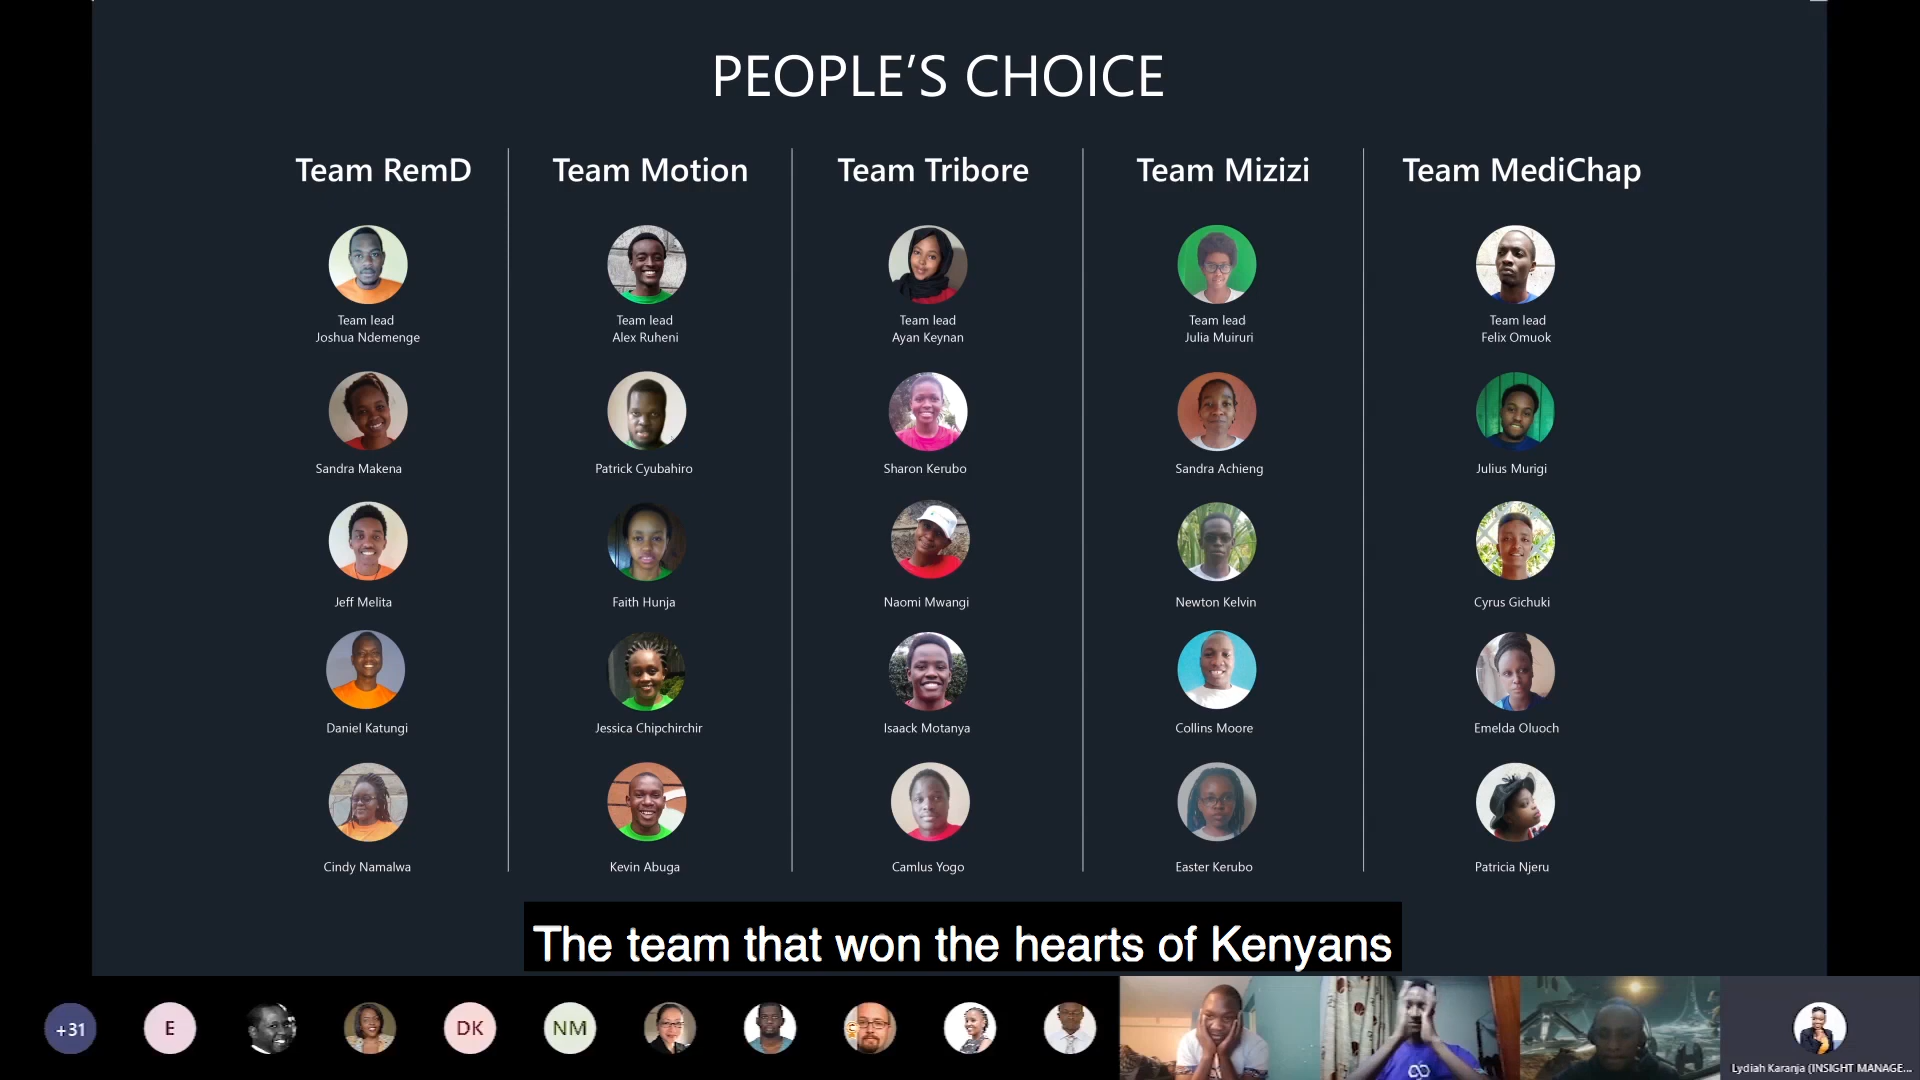 PEOPLE'S CHOICE
Team RemD
Team lead
Joshua Ndemenge
Sandra Makena
Jeff Melita
Daniel Katungi
Cindy Namalwa
Team Motion
Team lead
Alex Ruheni
Patrick Cyubahiro
Faith Hunja
Jessica Chipchirchir
Kevin Abuga
Team Tribore
Team lead
Ayan Keynan
Sharon Kerubo
Naomi Mwangi
Isaack Motanya
Camlus Yogo
Team Mizizi
Team lead
Julia Muiruri
Sandra Achieng
Newton Kelvin
Collins Moore
Easter Kerubo
Team MediChap
Team lead
Felix Omuok
Julius Murigi
Cyrus Gichuki
Emelda Oluoch
Patricia Njeru
The team that won the hearts of Kenyans
+31
E
DK
NM
Lydiah Karanja (INSIGHT MANAGE...